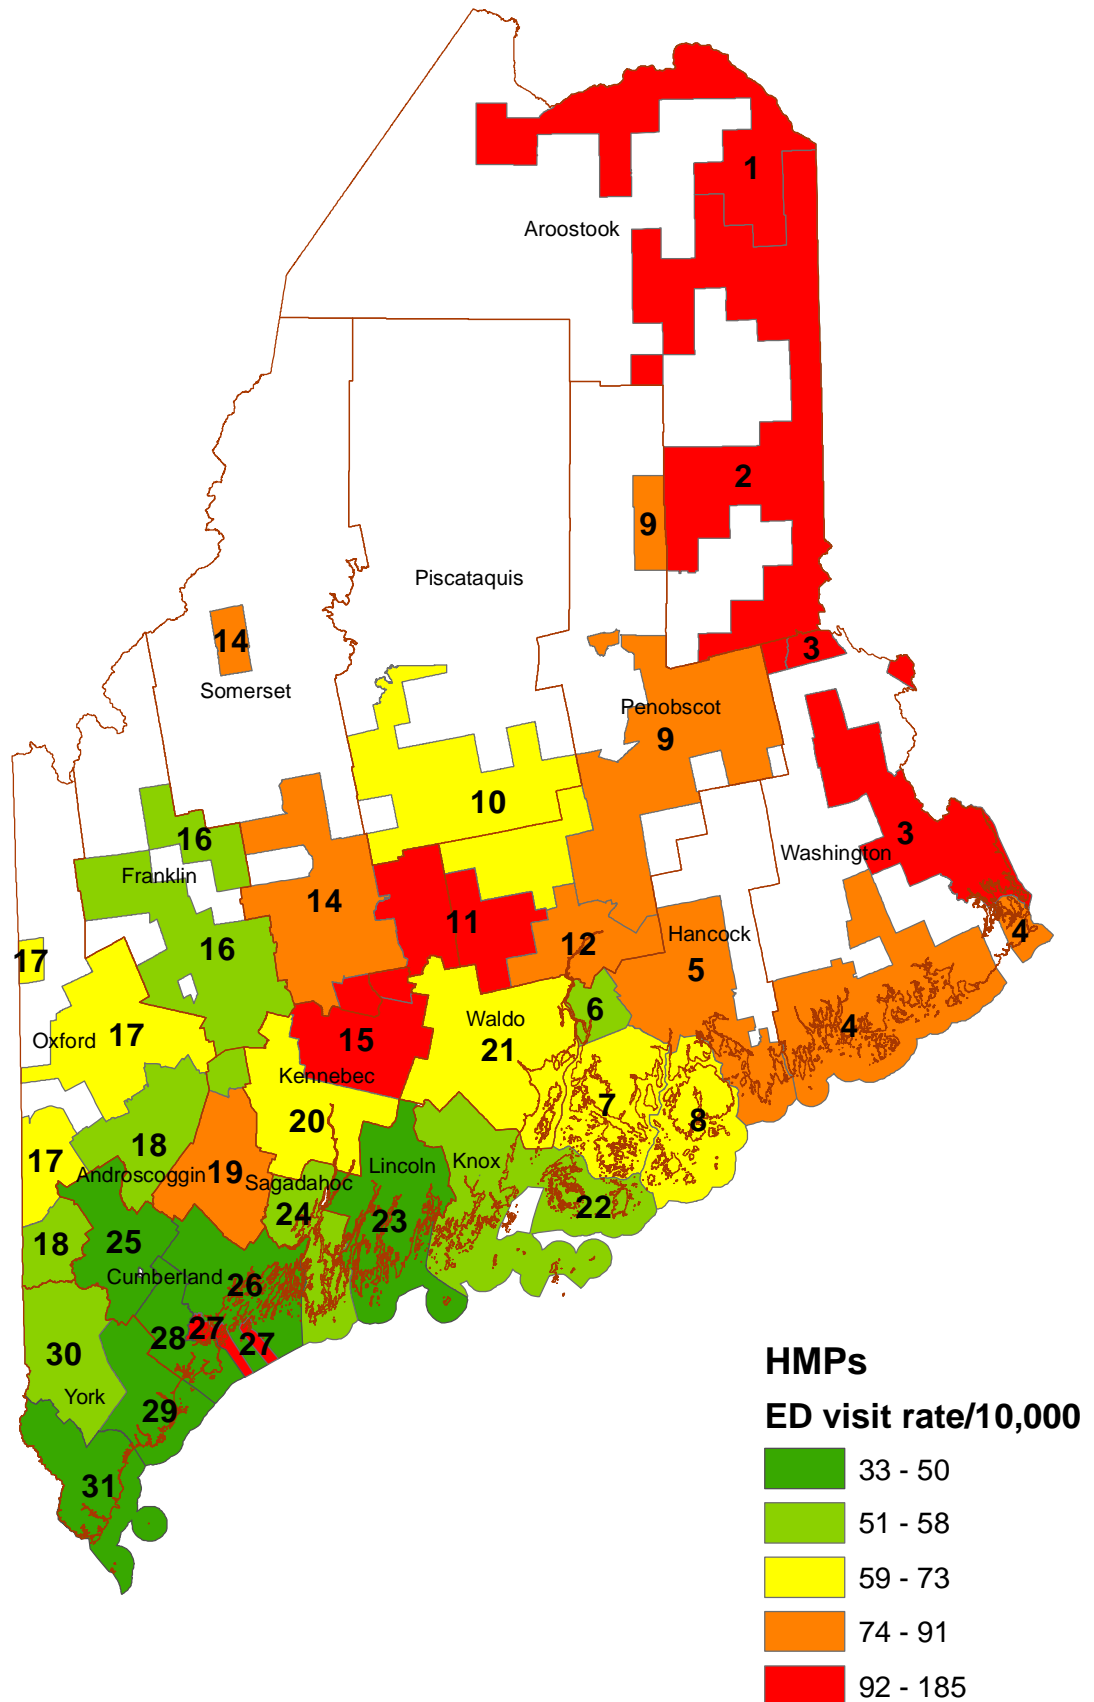 1
Aroostook
2
9
Piscataquis
14
3
Somerset
Penobscot
9
10
16
3
Washington
Franklin
14
11
4
Hancock
12
16
17
5
6
Waldo
4
Oxford
17
15
21
Kennebec
7
8
20
18
17
Lincoln
Knox
Androscoggin
19
Sagadahoc
22
24
23
18
25
Cumberland
26
27
28
27
30
HMPs
York
29
ED visit rate/10,000
33 - 50
31
51 - 58
59 - 73
74 - 91
92 - 185